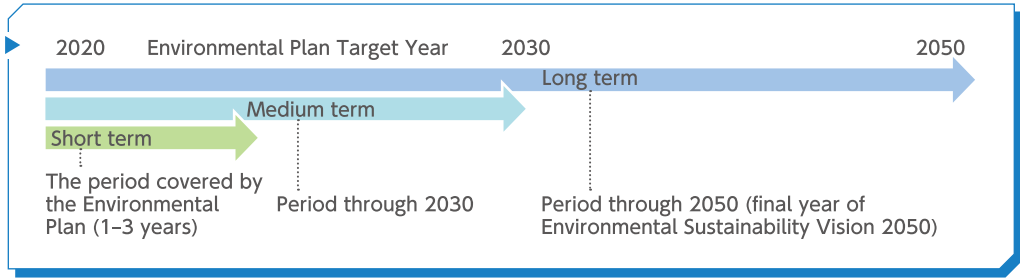 2020 Environmental Plan Target Year 2030 2050
Long term
Medium term
Short term
The period covered by
the Environmental
Plan (1–3 years)
Period through 2030
Period through 2050 (final year of
Environmental Sustainability Vision 2050)